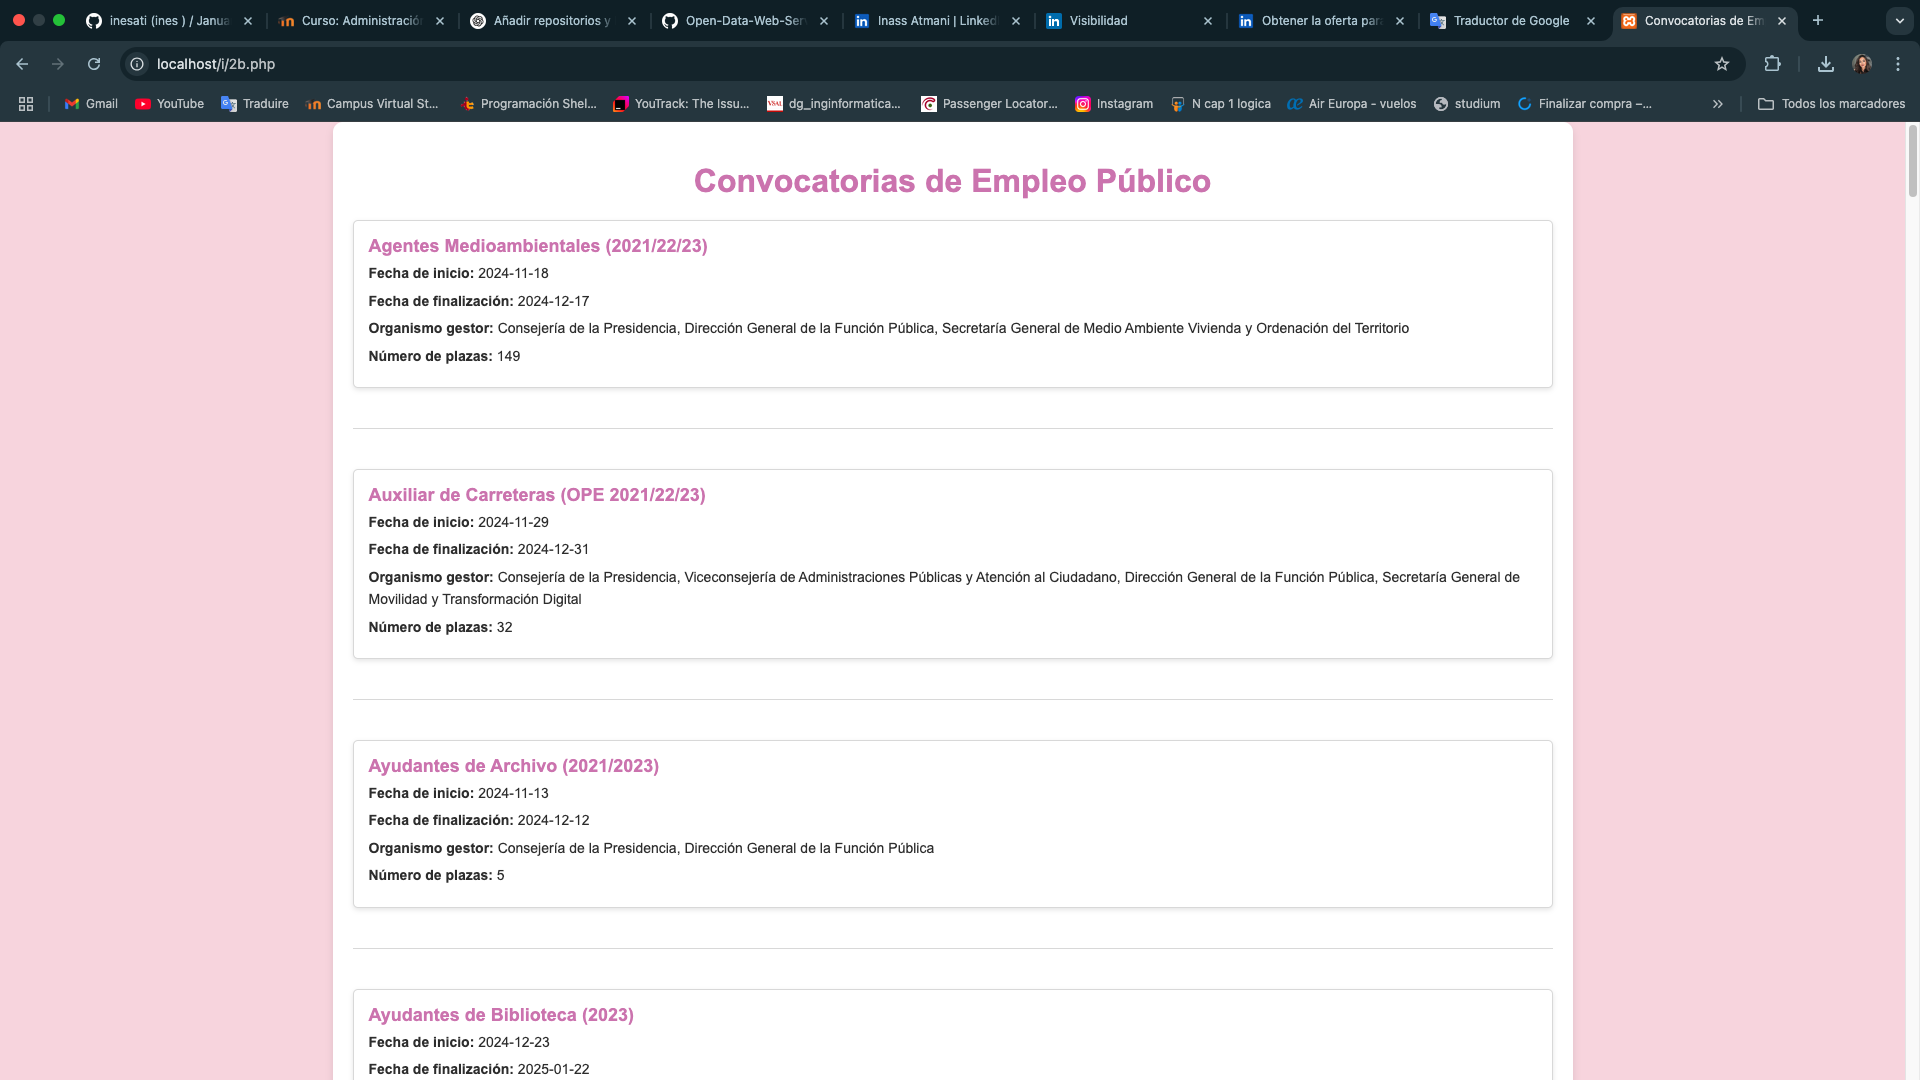 inesati (ines ) / Janua
Curso: Administración
Añadir repositorios y
Open-Data-Web-Ser
Inass Atmani | Linked
Visibilidad
Obtener la oferta para
Traductor de Google
Convocatorias de Em
localhost/i/2b.php
Gmail
YouTube
Traduire
Campus Virtual St...
Programación Shel...
YouTrack: The Issu...
dg_inginformatica...
Passenger Locator...
Instagram
N cap 1 logica
Air Europa - vuelos
studium
Finalizar compra –...
Todos los marcadores
Convocatorias de Empleo Público
Agentes Medioambientales (2021/22/23)
Fecha de inicio: 2024-11-18
Fecha de finalización: 2024-12-17
Organismo gestor: Consejería de la Presidencia, Dirección General de la Función Pública, Secretaría General de Medio Ambiente Vivienda y Ordenación del Territorio
Número de plazas: 149
Auxiliar de Carreteras (OPE 2021/22/23)
Fecha de inicio: 2024-11-29
Fecha de finalización: 2024-12-31
Organismo gestor: Consejería de la Presidencia, Viceconsejería de Administraciones Públicas y Atención al Ciudadano, Dirección General de la Función Pública, Secretaría General de
Movilidad y Transformación Digital
Número de plazas: 32
Ayudantes de Archivo (2021/2023)
Fecha de inicio: 2024-11-13
Fecha de finalización: 2024-12-12
Organismo gestor: Consejería de la Presidencia, Dirección General de la Función Pública
Número de plazas: 5
Ayudantes de Biblioteca (2023)
Fecha de inicio: 2024-12-23
Fecha de finalización: 2025-01-22